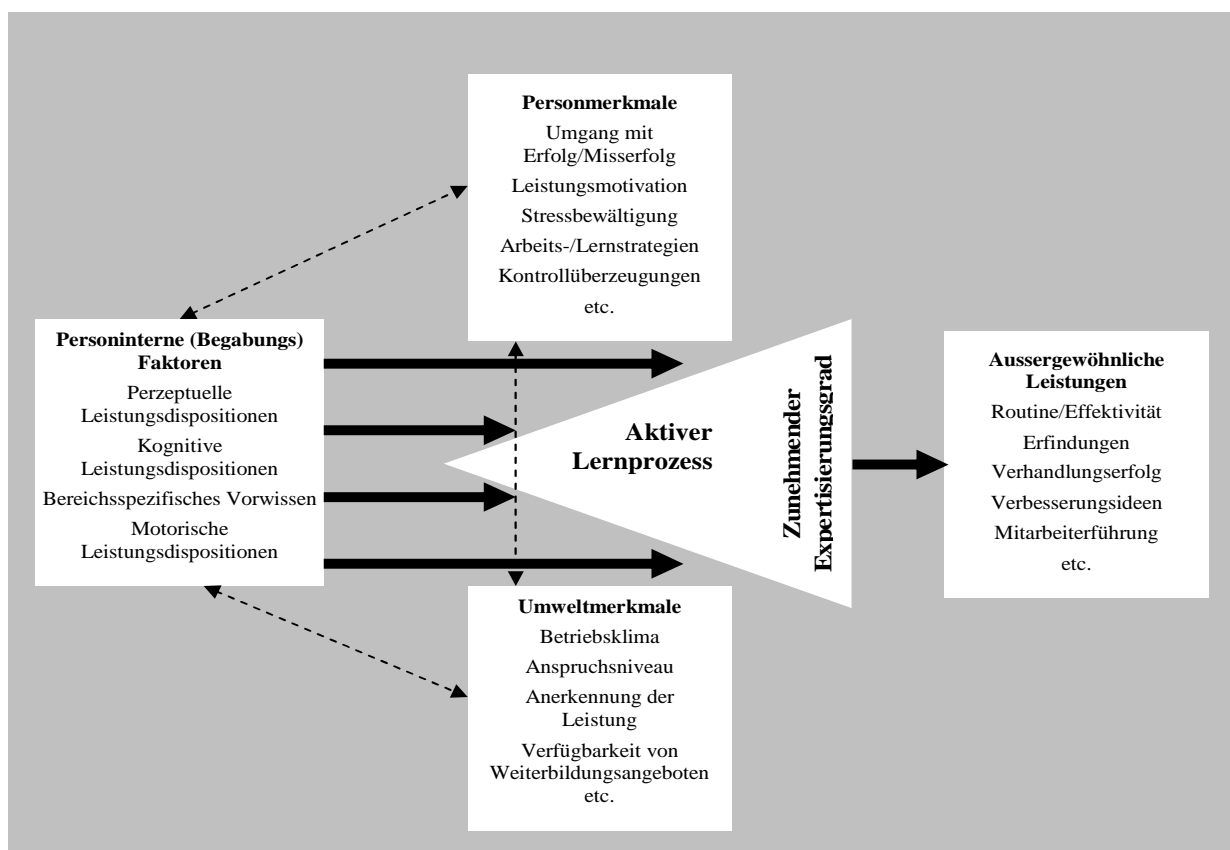 Personmerkmale
Umgang mit
Erfolg/Misserfolg
Leistungsmotivation
Stressbewältigung
Arbeits-/Lernstrategien
Kontrollüberzeugungen
etc.
Personinterne (Begabungs)
Faktoren
Perzeptuelle
Leistungsdispositionen
Kognitive
Leistungsdispositionen
Bereichsspezifisches Vorwissen
Motorische
Leistungsdispositionen
Aktiver
Lernprozess
Zunehmender
Expertisierungsgrad
Aussergewöhnliche
Leistungen
Routine/Effektivität
Erfindungen
Verhandlungserfolg
Verbesserungsideen
Mitarbeiterführung
etc.
Umweltmerkmale
Betriebsklima
Anspruchsniveau
Anerkennung der
Leistung
Verfügbarkeit von
Weiterbildungsangeboten
etc.